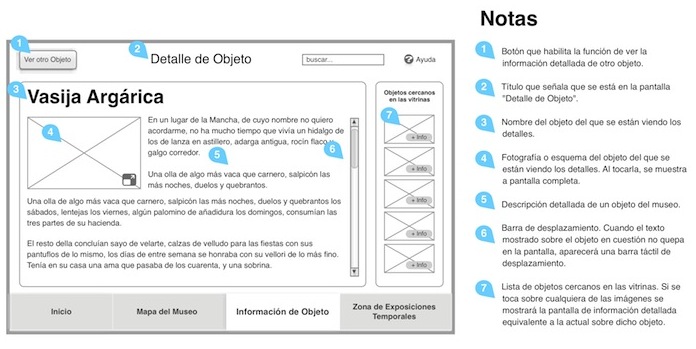 1
Ver otro Objeto
2
Detalle de Objeto
buscar...
? Ayuda
3
Vasija Argárica
4
En un lugar de la Mancha, de cuyo nombre no quiero
acordarme, no ha mucho tiempo que vivía un hidalgo de
los de lanza en astillero, adarga antigua, rocín flaco y
galgo corredor.
5
6
Una olla de algo más vaca que carnero, salpicón las
más noches, duelos y quebrantos.
Una olla de algo más vaca que carnero, salpicón las más noches, duelos y quebrantos los
sábados, lentejas los viernes, algún palomino de añadidura los domingos, consumían las
tres partes de su hacienda.
El resto della concluían sayo de velarte, calzas de velludo para las fiestas con sus
pantuflos de lo mismo, los días de entre semana se honraba con su vellori de lo más fino.
Tenía en su casa una ama que pasaba de los cuarenta, y una sobrina.
Objetos cercanos
en las vitrinas
7
+ Info
+ Info
+ Info
+ Info
+ Info
Inicio
Mapa del Museo
Información de Objeto
Zona de Exposiciones
Temporales
Notas
1
Botón que habilita la función de ver la
información detallada de otro objeto.
2
Título que señala que se está en la pantalla
"Detalle de Objeto".
3
Nombre del objeto del que se están viendo los
detalles.
4
Fotografía o esquema del objeto del que se
están viendo los detalles. Al tocarla, se muestra
a pantalla completa.
5
Descripción detallada de un objeto del museo.
6
Barra de desplazamiento. Cuando el texto
mostrado sobre el objeto en cuestión no quepa
en la pantalla, aparecerá una barra táctil de
desplazamiento.
7
Lista de objetos cercanos en las vitrinas. Si se
toca sobre cualquiera de las imágenes se
mostrará la pantalla de información detallada
equivalente a la actual sobre dicho objeto.